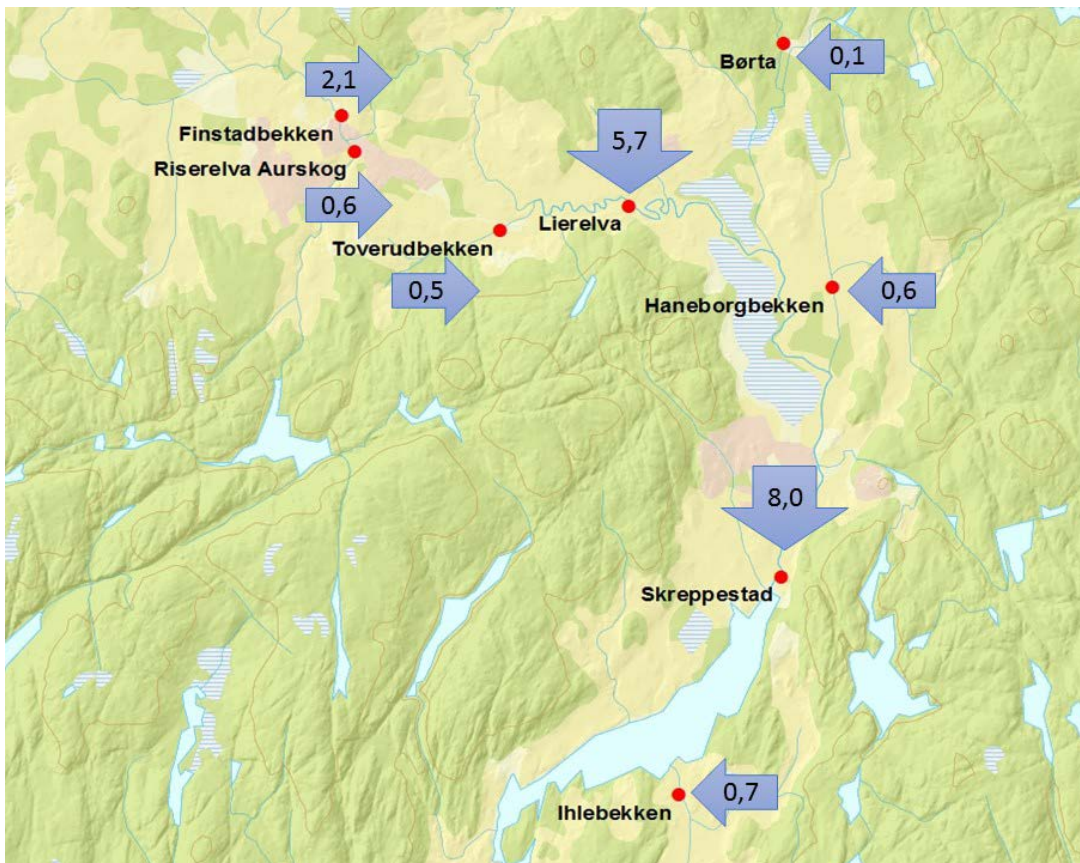 Børta
0,1
2,1
Finstadbekken
5,7
Riserelva Aurskog
0,6
Lierelva
Toverudbekken
0,5
0,6
Haneborgbekken
8,0
Skreppestad
0,7
Ihlebekken